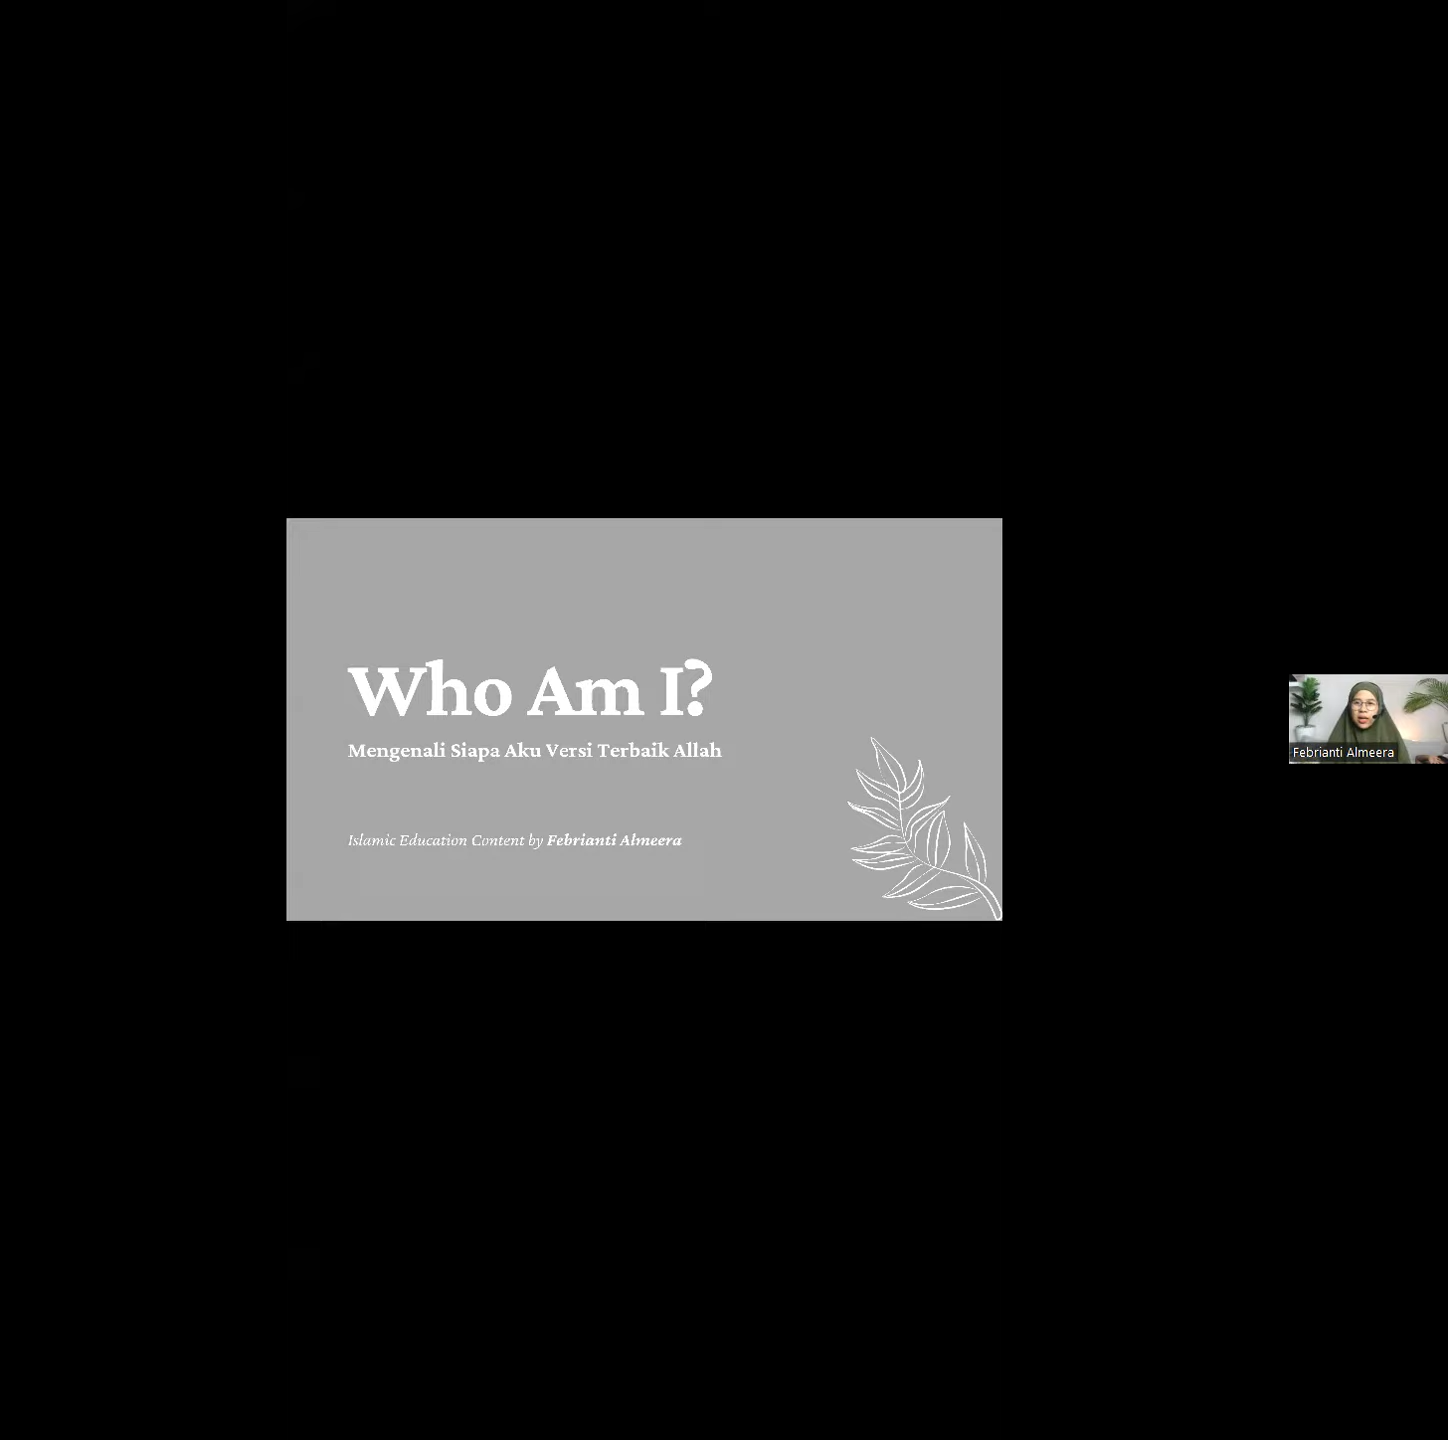 Who Am I?
Mengenali Siapa Aku Versi Terbaik Allah
Islamic Education Content by Febrianti Almeera
Febrianti Almeera